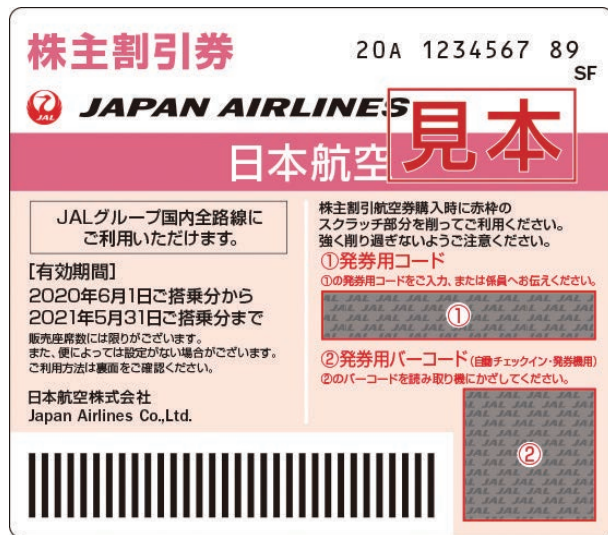 株主割引券
20A 1234567 89
SF
JAL
JAPAN AIRLINES
日本航空
見本
JALグループ国内全路線に
ご利用いただけます。
[有効期間]
2020年6月1日ご搭乗分から
2021年5月31日ご搭乗分まで
販売座席数には限りがございます。
また、便によっては設定がない場合がございます。
ご利用方法は裏面をご確認ください。
日本航空株式会社
Japan Airlines Co.,Ltd.
株主割引航空券購入時に赤枠の
スクラッチ部分を削ってご利用ください。
強く削り過ぎないようご注意ください。
①発券用コード
①の発券用コードをご入力、または係員へお伝えください。
①
②発券用バーコード(自動チェックイン・発券機用)
②のバーコードを読み取り機にかざしてください。
②